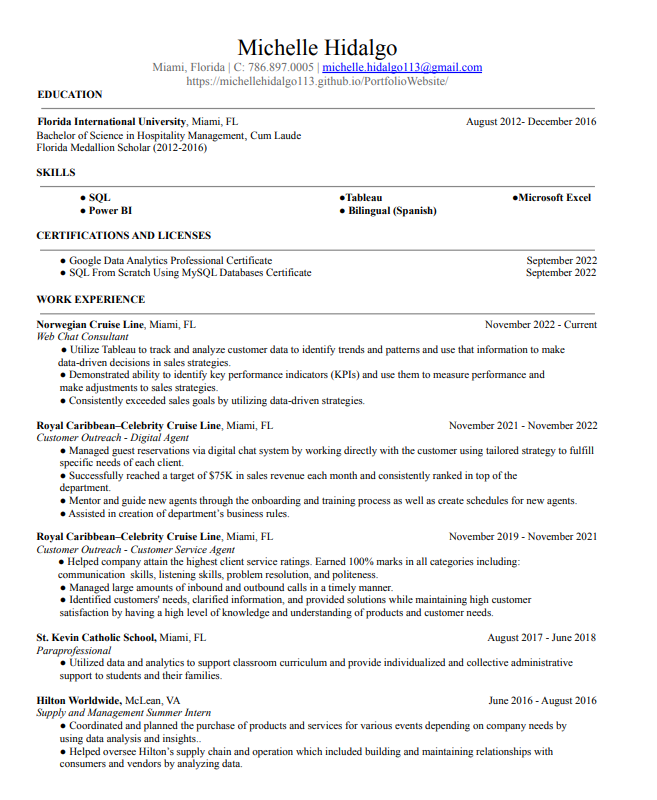 Michelle Hidalgo
Miami, Florida | C: 786.897.0005 | michelle.hidalgo113@gmail.com
https://michellehidalgo113.github.io/PortfolioWebsite/
EDUCATION
Florida International University, Miami, FL August 2012- December 2016
Bachelor of Science in Hospitality Management, Cum Laude
Florida Medallion Scholar (2012-2016)
SKILLS
● SQL ●Tableau ●Microsoft Excel
● Power BI ● Bilingual (Spanish)
CERTIFICATIONS AND LICENSES
● Google Data Analytics Professional Certificate September 2022
● SQL From Scratch Using MySQL Databases Certificate September 2022
WORK EXPERIENCE
Norwegian Cruise Line, Miami, FL November 2022 - Current
Web Chat Consultant
● Utilize Tableau to track and analyze customer data to identify trends and patterns and use that information to make
data-driven decisions in sales strategies.
● Demonstrated ability to identify key performance indicators (KPIs) and use them to measure performance and
make adjustments to sales strategies.
● Consistently exceeded sales goals by utilizing data-driven strategies.
Royal Caribbean–Celebrity Cruise Line, Miami, FL November 2021 - November 2022
Customer Outreach - Digital Agent
● Managed guest reservations via digital chat system by working directly with the customer using tailored strategy to fulfill
specific needs of each client.
● Successfully reached a target of $75K in sales revenue each month and consistently ranked in top of the
department.
● Mentor and guide new agents through the onboarding and training process as well as create schedules for new agents.
● Assisted in creation of department’s business rules.
Royal Caribbean–Celebrity Cruise Line, Miami, FL November 2019 - November 2021
Customer Outreach - Customer Service Agent
● Helped company attain the highest client service ratings. Earned 100% marks in all categories including:
communication skills, listening skills, problem resolution, and politeness.
● Managed large amounts of inbound and outbound calls in a timely manner.
● Identified customers' needs, clarified information, and provided solutions while maintaining high customer
satisfaction by having a high level of knowledge and understanding of products and customer needs.
St. Kevin Catholic School, Miami, FL August 2017 - June 2018
Paraprofessional
● Utilized data and analytics to support classroom curriculum and provide individualized and collective administrative
support to students and their families.
Hilton Worldwide, McLean, VA June 2016 - August 2016
Supply and Management Summer Intern
● Coordinated and planned the purchase of products and services for various events depending on company needs by
using data analysis and insights..
● Helped oversee Hilton’s supply chain and operation which included building and maintaining relationships with
consumers and vendors by analyzing data.